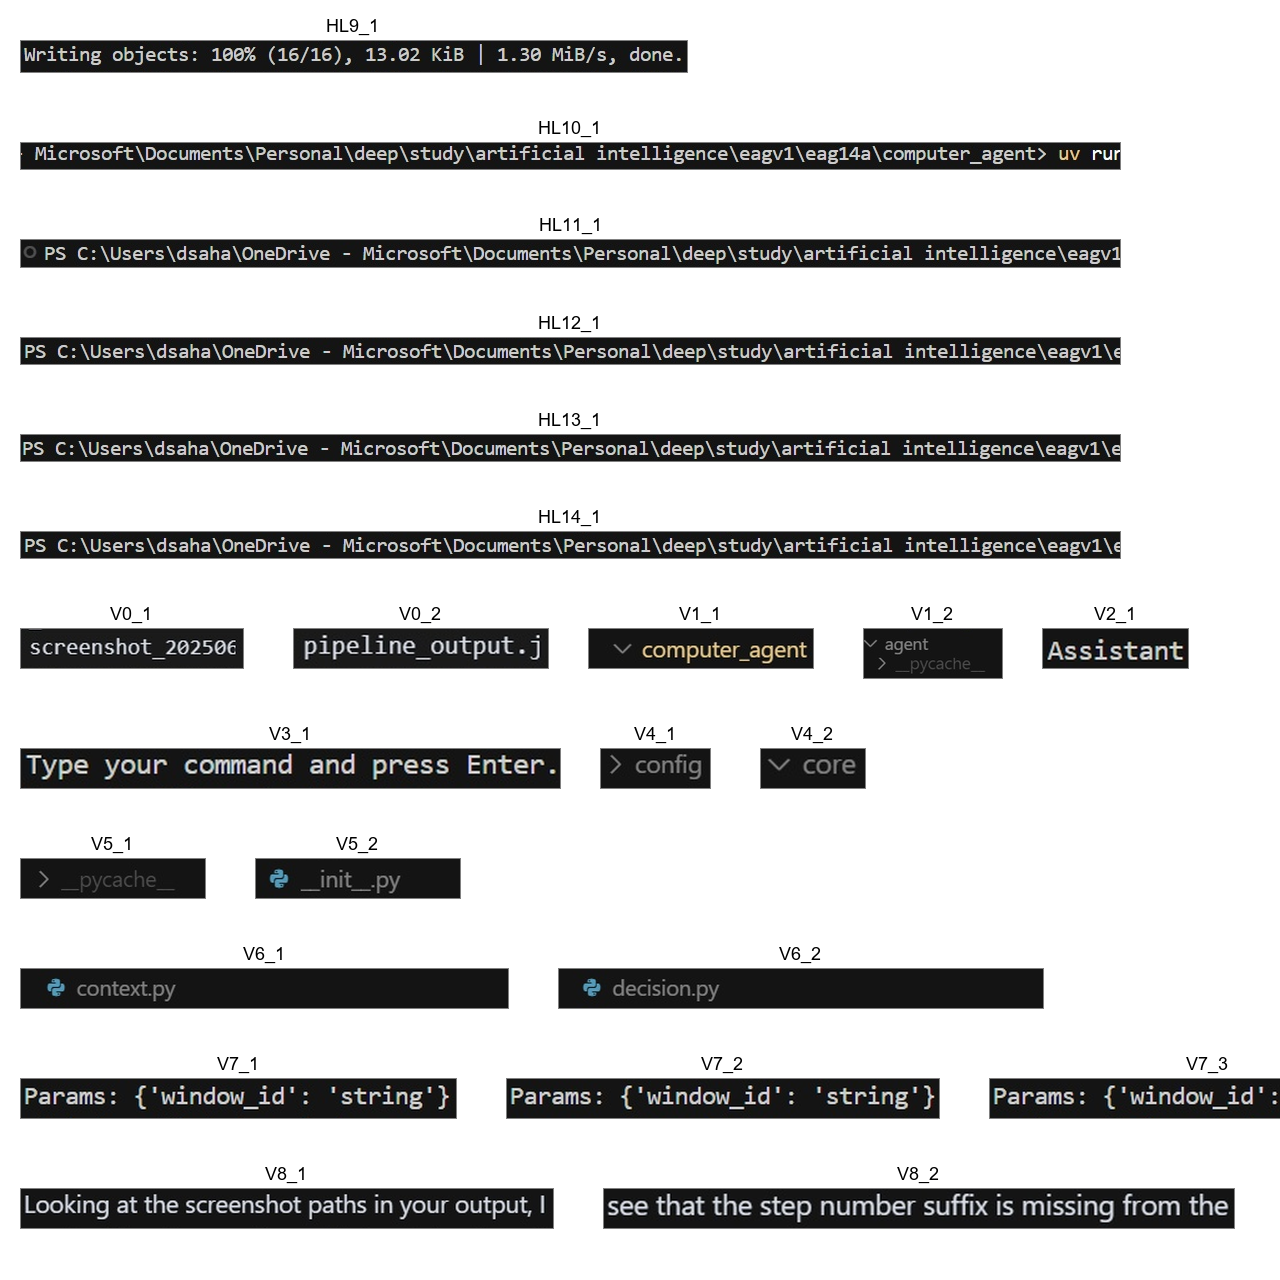 HL9_1
Writing objects: 100% (16/16), 13.02 KiB | 1.30 MiB/s, done.
HL10_1
Microsoft\Documents\Personal\deep\study\artificial intelligence\eagv1\eag14a\computer_agent> uv run
HL11_1
PS C:\Users\dsaha\OneDrive - Microsoft\Documents\Personal\deep\study\artificial intelligence\eagv1
HL12_1
PS C:\Users\dsaha\OneDrive - Microsoft\Documents\Personal\deep\study\artificial intelligence\eagv1\e
HL13_1
PS C:\Users\dsaha\OneDrive - Microsoft\Documents\Personal\deep\study\artificial intelligence\eagv1\e
HL14_1
PS C:\Users\dsaha\OneDrive - Microsoft\Documents\Personal\deep\study\artificial intelligence\eagv1\e
V0_1 V0_2 V1_1 V1_2 V2_1
screenshot_202506 pipeline_output.j computer_agent agent Assistant
__pycache__
V3_1 V4_1 V4_2
Type your command and press Enter. config core
V5_1 V5_2
__pycache__ __init__.py
V6_1 V6_2
context.py decision.py
V7_1 V7_2 V7_3
Params: {'window_id': 'string'} Params: {'window_id': 'string'} Params: {'window_id':
V8_1 V8_2
Looking at the screenshot paths in your output, I see that the step number suffix is missing from the